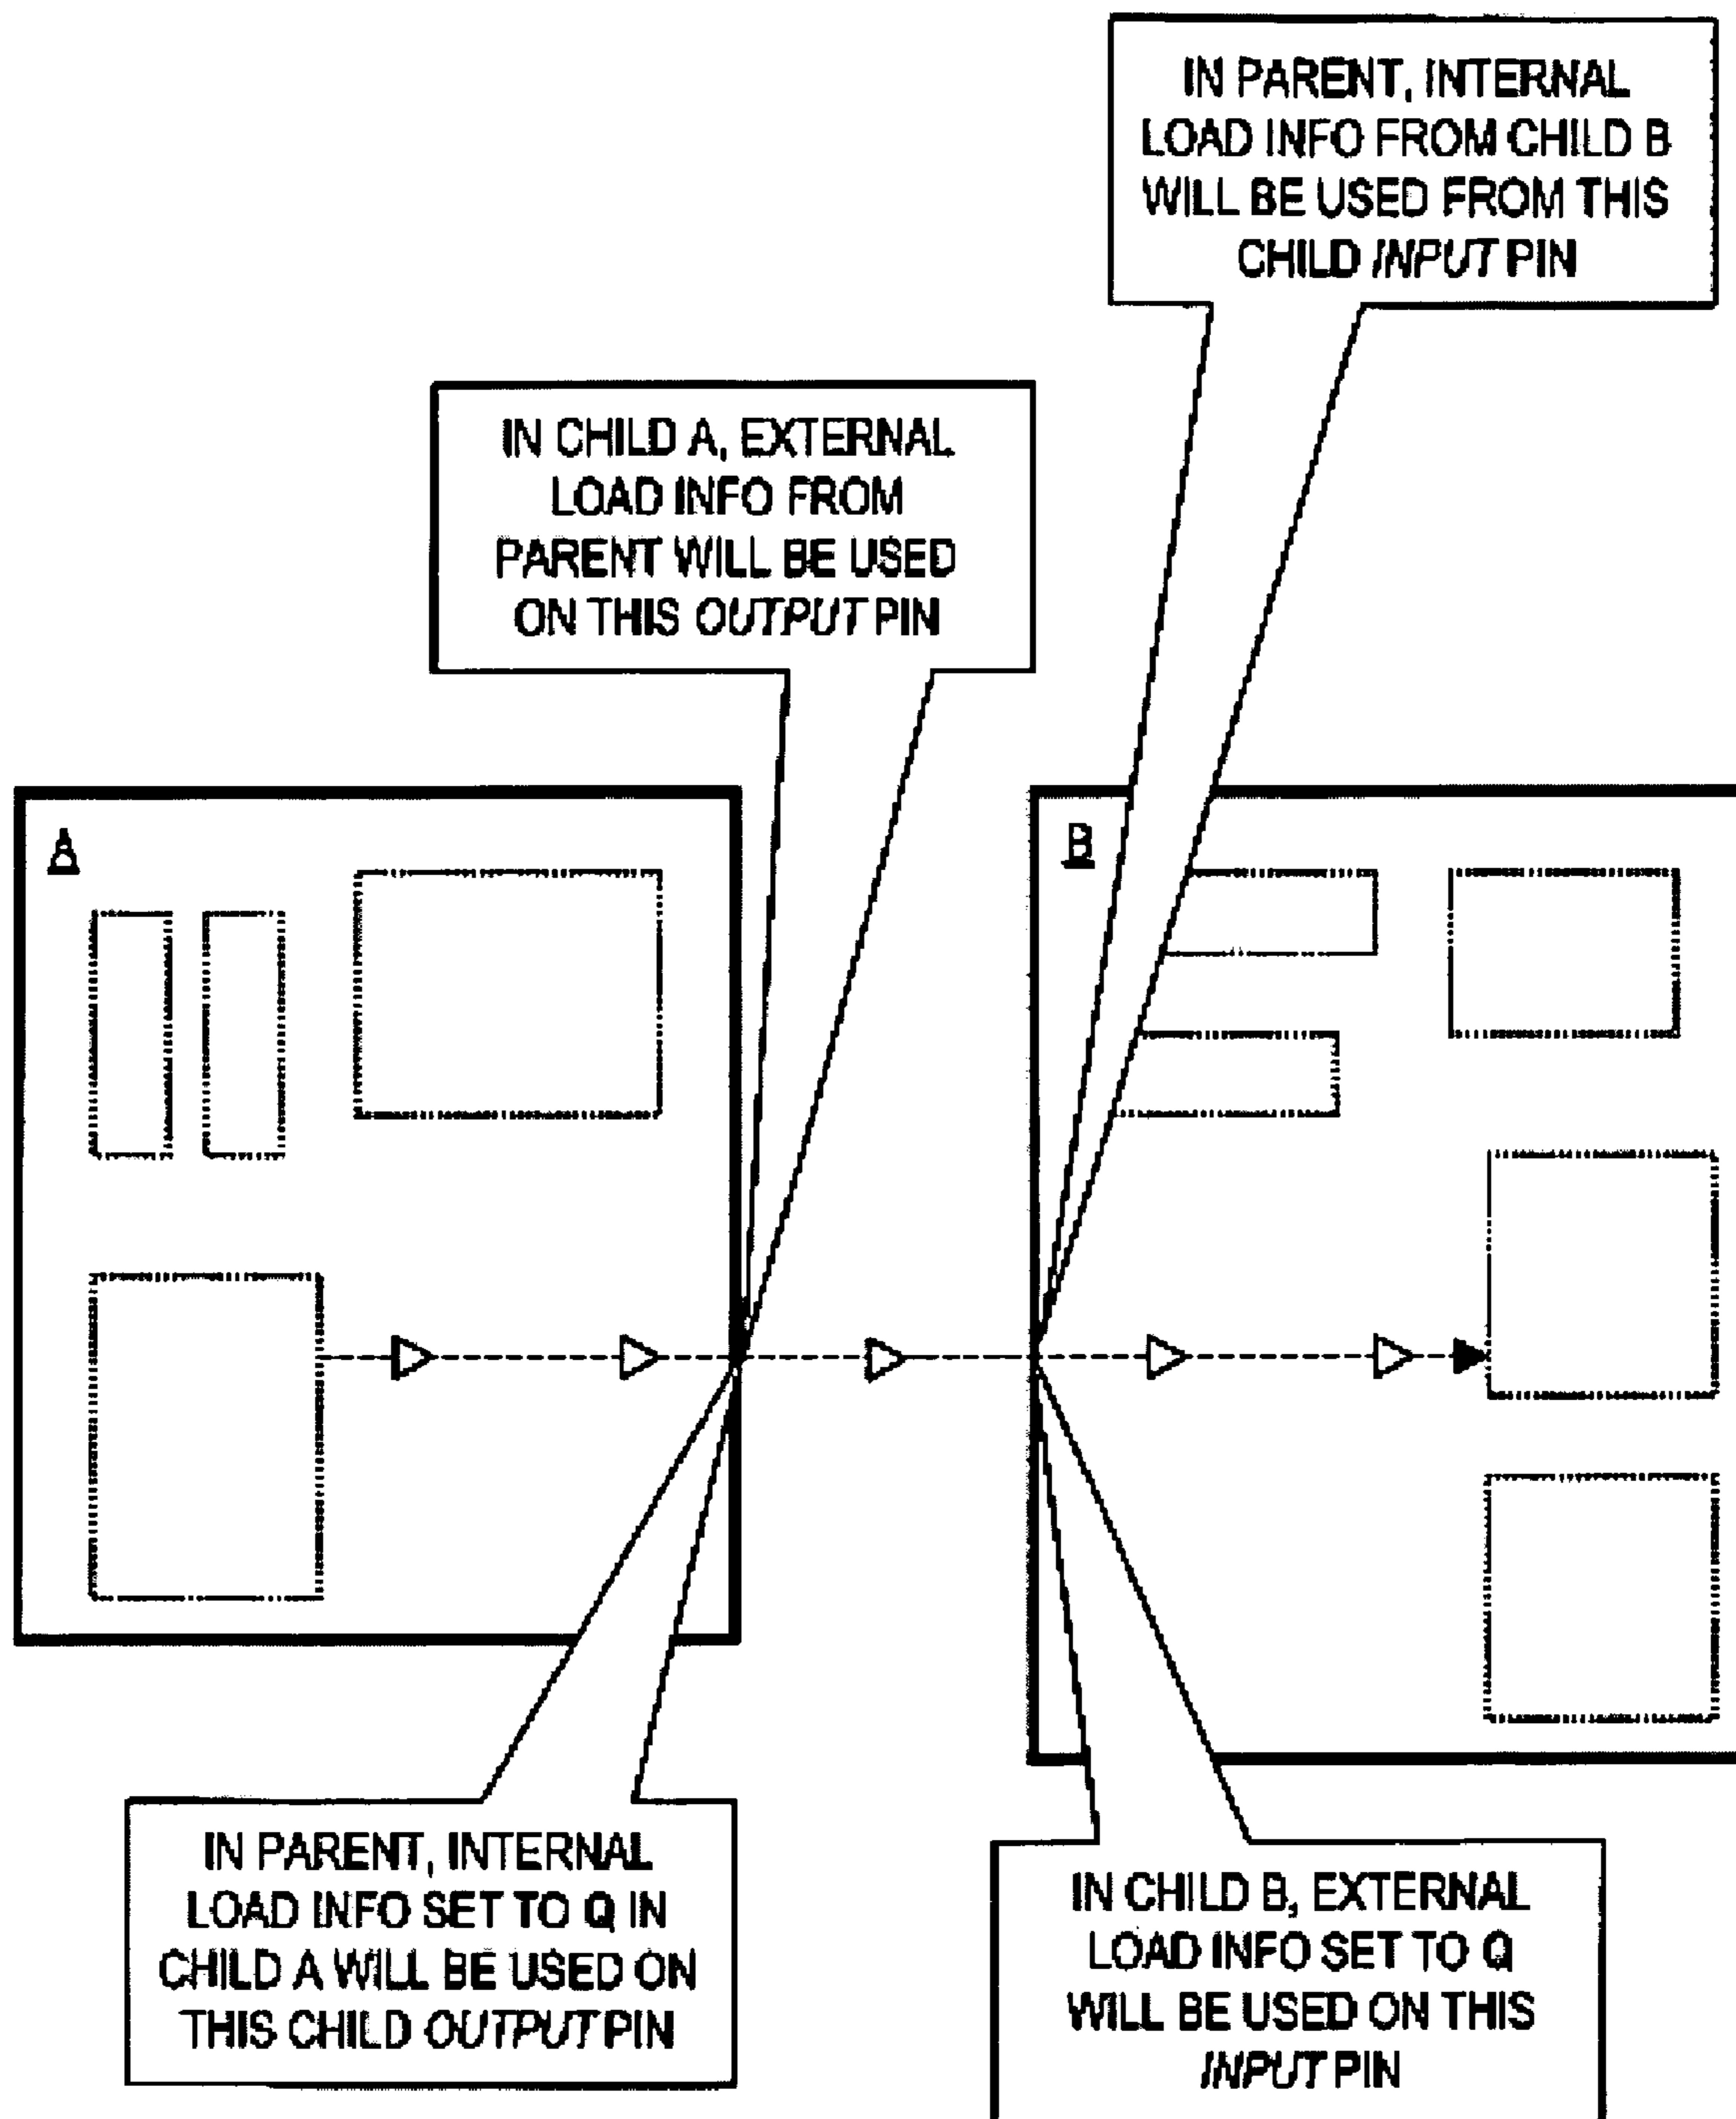 IN PARENT, INTERNAL
LOAD INFO FROM CHILD B
WILL BE USED FROM THIS
CHILD INPUT PIN
IN CHILD A, EXTERNAL
LOAD INFO FROM
PARENT WILL BE USED
ON THIS OUTPUT PIN
A
B
IN PARENT, INTERNAL
LOAD INFO SET TO Q IN
CHILD A WILL BE USED ON
THIS CHILD OUTPUT PIN
IN CHILD B, EXTERNAL
LOAD INFO SET TO Q
WILL BE USED ON THIS
INPUT PIN